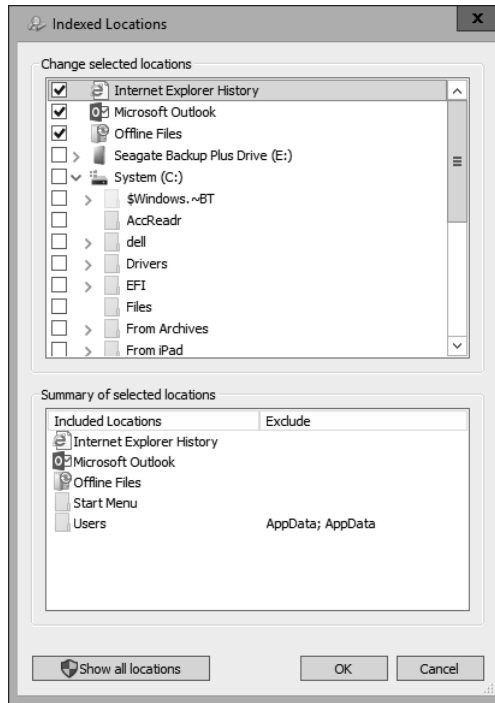 Indexed Locations
Change selected locations
Internet Explorer History
Microsoft Outlook
Offline Files
Seagate Backup Plus Drive (E:)
System (C:)
$Windows.~BT
AccReadr
dell
Drivers
EFI
Files
From Archives
From iPad
Summary of selected locations
Included Locations Exclude
Internet Explorer History
Microsoft Outlook
Offline Files
Start Menu
Users AppData; AppData
Show all locations OK Cancel